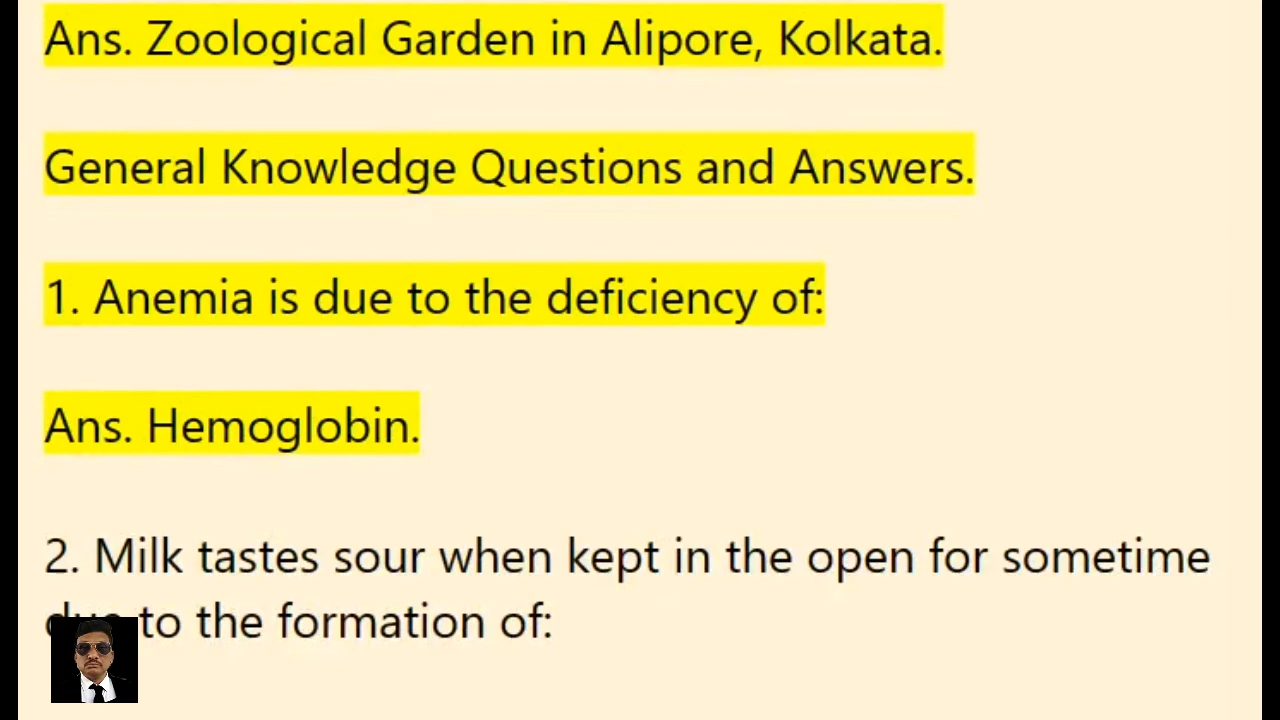 Ans. Zoological Garden in Alipore, Kolkata.
General Knowledge Questions and Answers.
1. Anemia is due to the deficiency of:
Ans. Hemoglobin.
2. Milk tastes sour when kept in the open for sometime
due to the formation of: